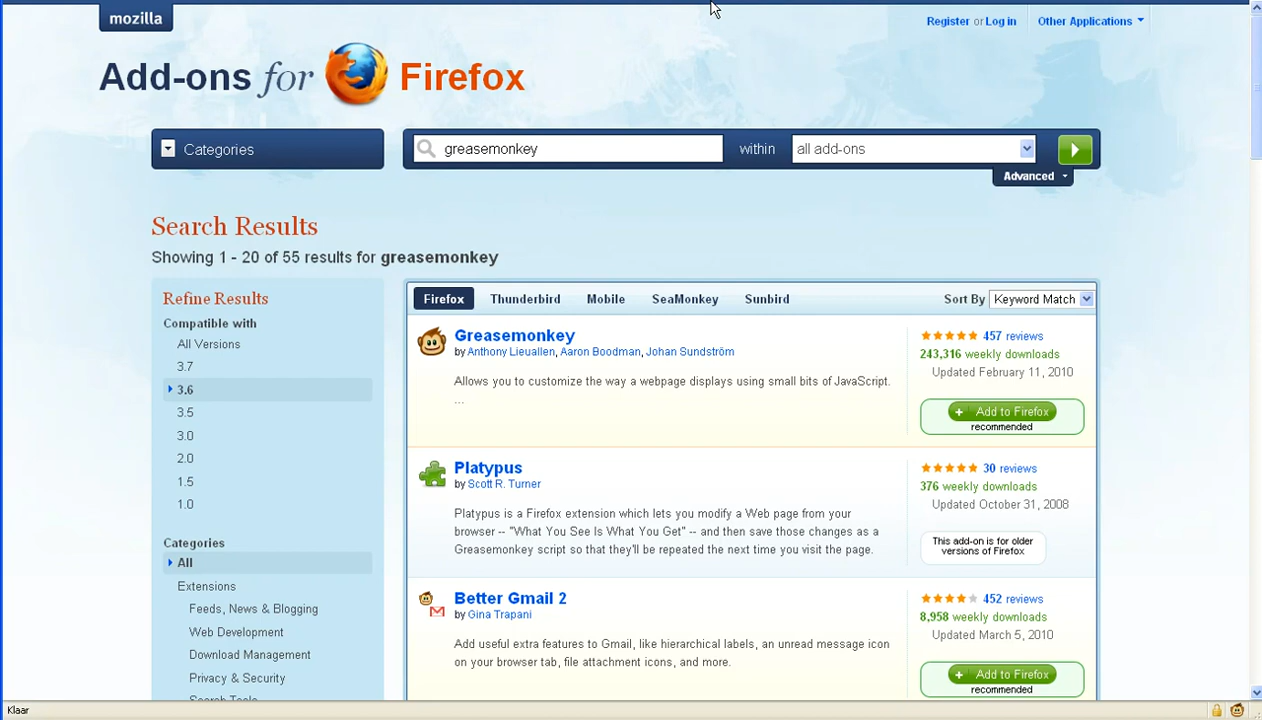 mozilla
Register or Log in
Other Applications
Add-ons for Firefox
Categories
greasemonkey
within
all add-ons
Advanced
Search Results
Showing 1 - 20 of 55 results for greasemonkey
Refine Results
Compatible with
All Versions
3.7
3.6
3.5
3.0
2.0
1.5
1.0
Categories
All
Extensions
Feeds, News & Blogging
Web Development
Download Management
Privacy & Security
Search Tools
Firefox
Thunderbird
Mobile
SeaMonkey
Sunbird
Sort By
Keyword Match
Greasemonkey
by Anthony Lieuallen, Aaron Boodman, Johan Sundström
Allows you to customize the way a webpage displays using small bits of JavaScript.
...
457 reviews
243,316 weekly downloads
Updated February 11, 2010
+ Add to Firefox
recommended
Platypus
by Scott R. Turner
Platypus is a Firefox extension which lets you modify a Web page from your
browser -- "What You See Is What You Get" -- and then save those changes as a
Greasemonkey script so that they'll be repeated the next time you visit the page.
30 reviews
376 weekly downloads
Updated October 31, 2008
This add-on is for older
versions of Firefox
Better Gmail 2
by Gina Trapani
Add useful extra features to Gmail, like hierarchical labels, an unread message icon
on your browser tab, file attachment icons, and more.
452 reviews
8,958 weekly downloads
Updated March 5, 2010
+ Add to Firefox
recommended
Klaar